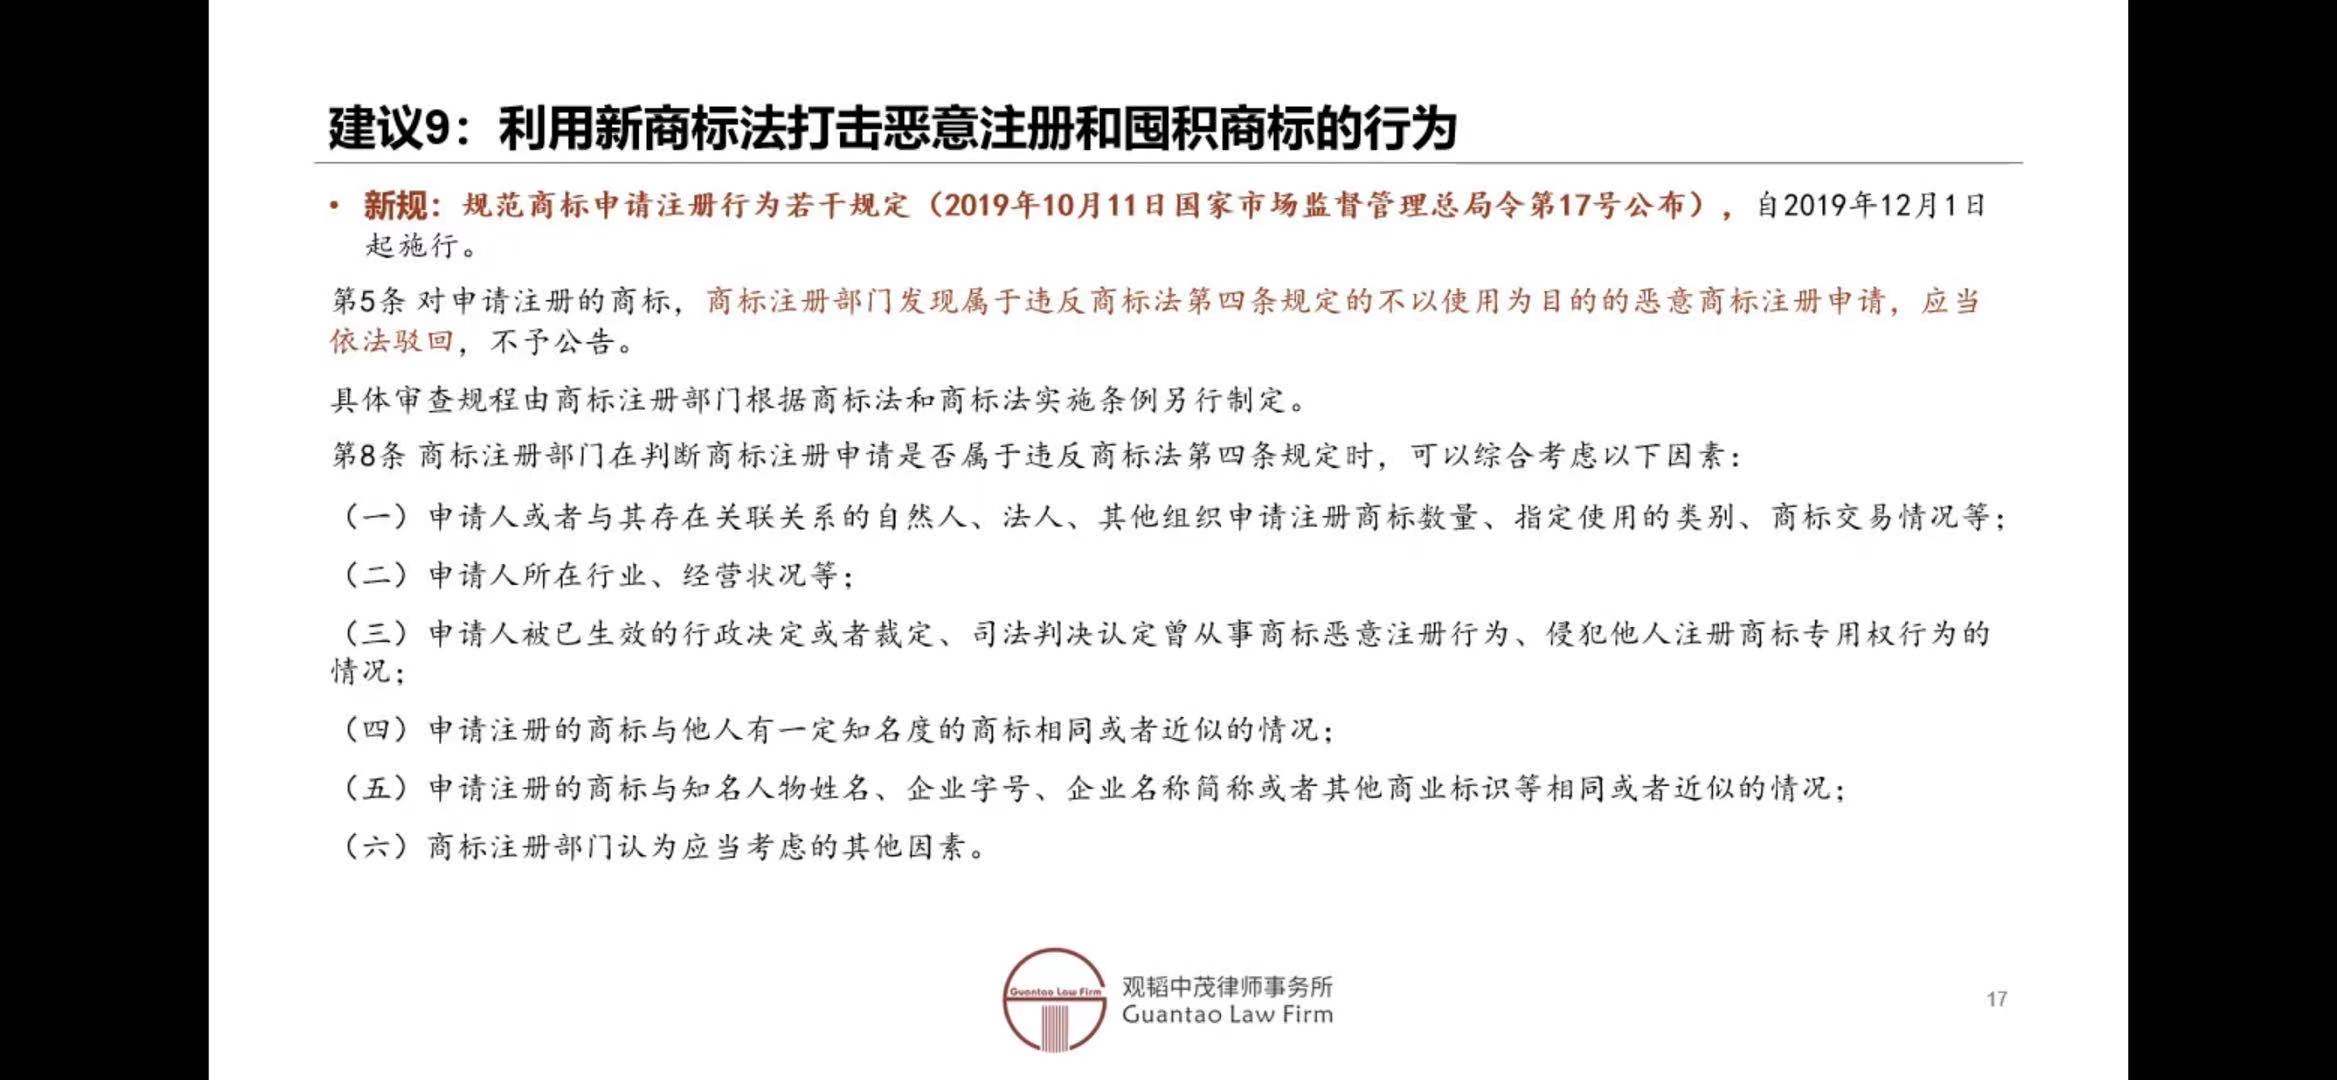 建议9：利用新商标法打击恶意注册和囤积商标的行为
• 新规：规范商标申请注册行为若干规定（2019年10月11日国家市场监督管理总局令第17号公布），自2019年12月1日
起施行。
第5条 对申请注册的商标，商标注册部门发现属于违反商标法第四条规定的不以使用为目的的恶意商标注册申请，应当
依法驳回，不予公告。
具体审查规程由商标注册部门根据商标法和商标法实施条例另行制定。
第8条 商标注册部门在判断商标注册申请是否属于违反商标法第四条规定时，可以综合考虑以下因素：
（一）申请人或者与其存在关联关系的自然人、法人、其他组织申请注册商标数量、指定使用的类别、商标交易情况等；
（二）申请人所在行业、经营状况等；
（三）申请人被已生效的行政决定或者裁定、司法判决认定曾从事商标恶意注册行为、侵犯他人注册商标专用权行为的
情况；
（四）申请注册的商标与他人有一定知名度的商标相同或者近似的情况；
（五）申请注册的商标与知名人物姓名、企业字号、企业名称简称或者其他商业标识等相同或者近似的情况；
（六）商标注册部门认为应当考虑的其他因素。
Guantao Law Firm
观韬中茂律师事务所
Guantao Law Firm
17